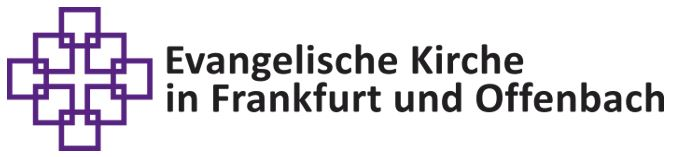 Evangelische Kirche
in Frankfurt und Offenbach